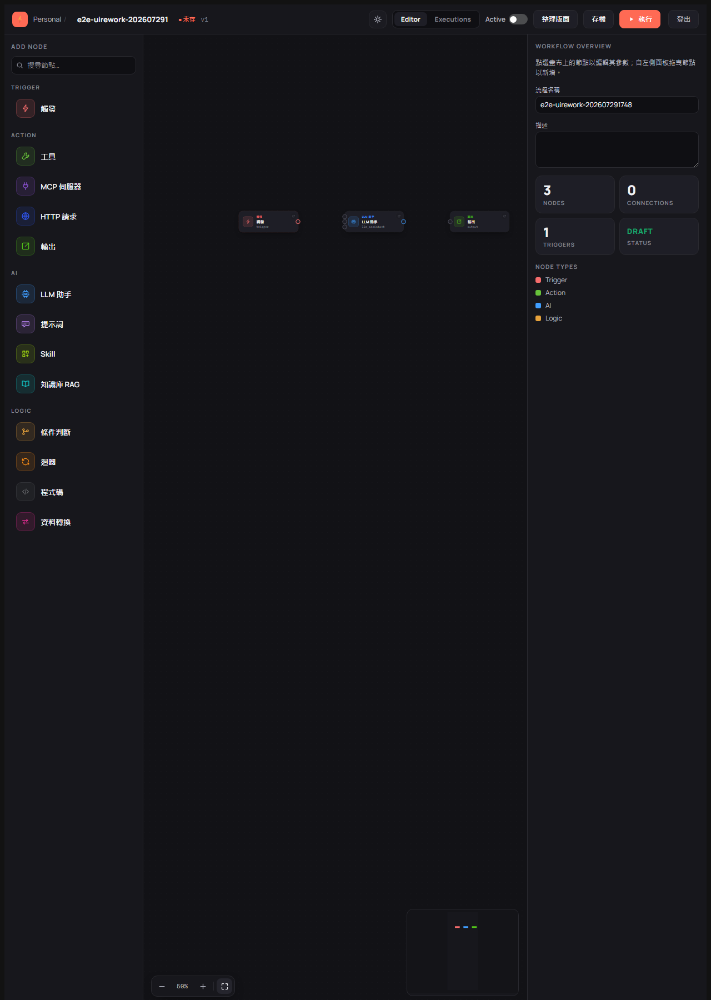 Personal / e2e-uirework-202607291 未存 v1
Editor Executions Active 整理版面 存檔 執行 登出
ADD NODE
搜尋節點...
TRIGGER
觸發
ACTION
工具
MCP 伺服器
HTTP 請求
輸出
AI
LLM 助手
提示詞
Skill
知識庫 RAG
LOGIC
條件判斷
迴圈
程式碼
資料轉換
觸發
觸發
trigger
LLM 助手
LLM 助手
llm_assistant
輸出
輸出
output
50%
WORKFLOW OVERVIEW
點選畫布上的節點以編輯其參數；自左側面板拖曳節點
以新增。
流程名稱
e2e-uirework-202607291748
描述
3
NODES
0
CONNECTIONS
1
TRIGGERS
DRAFT
STATUS
NODE TYPES
Trigger
Action
AI
Logic